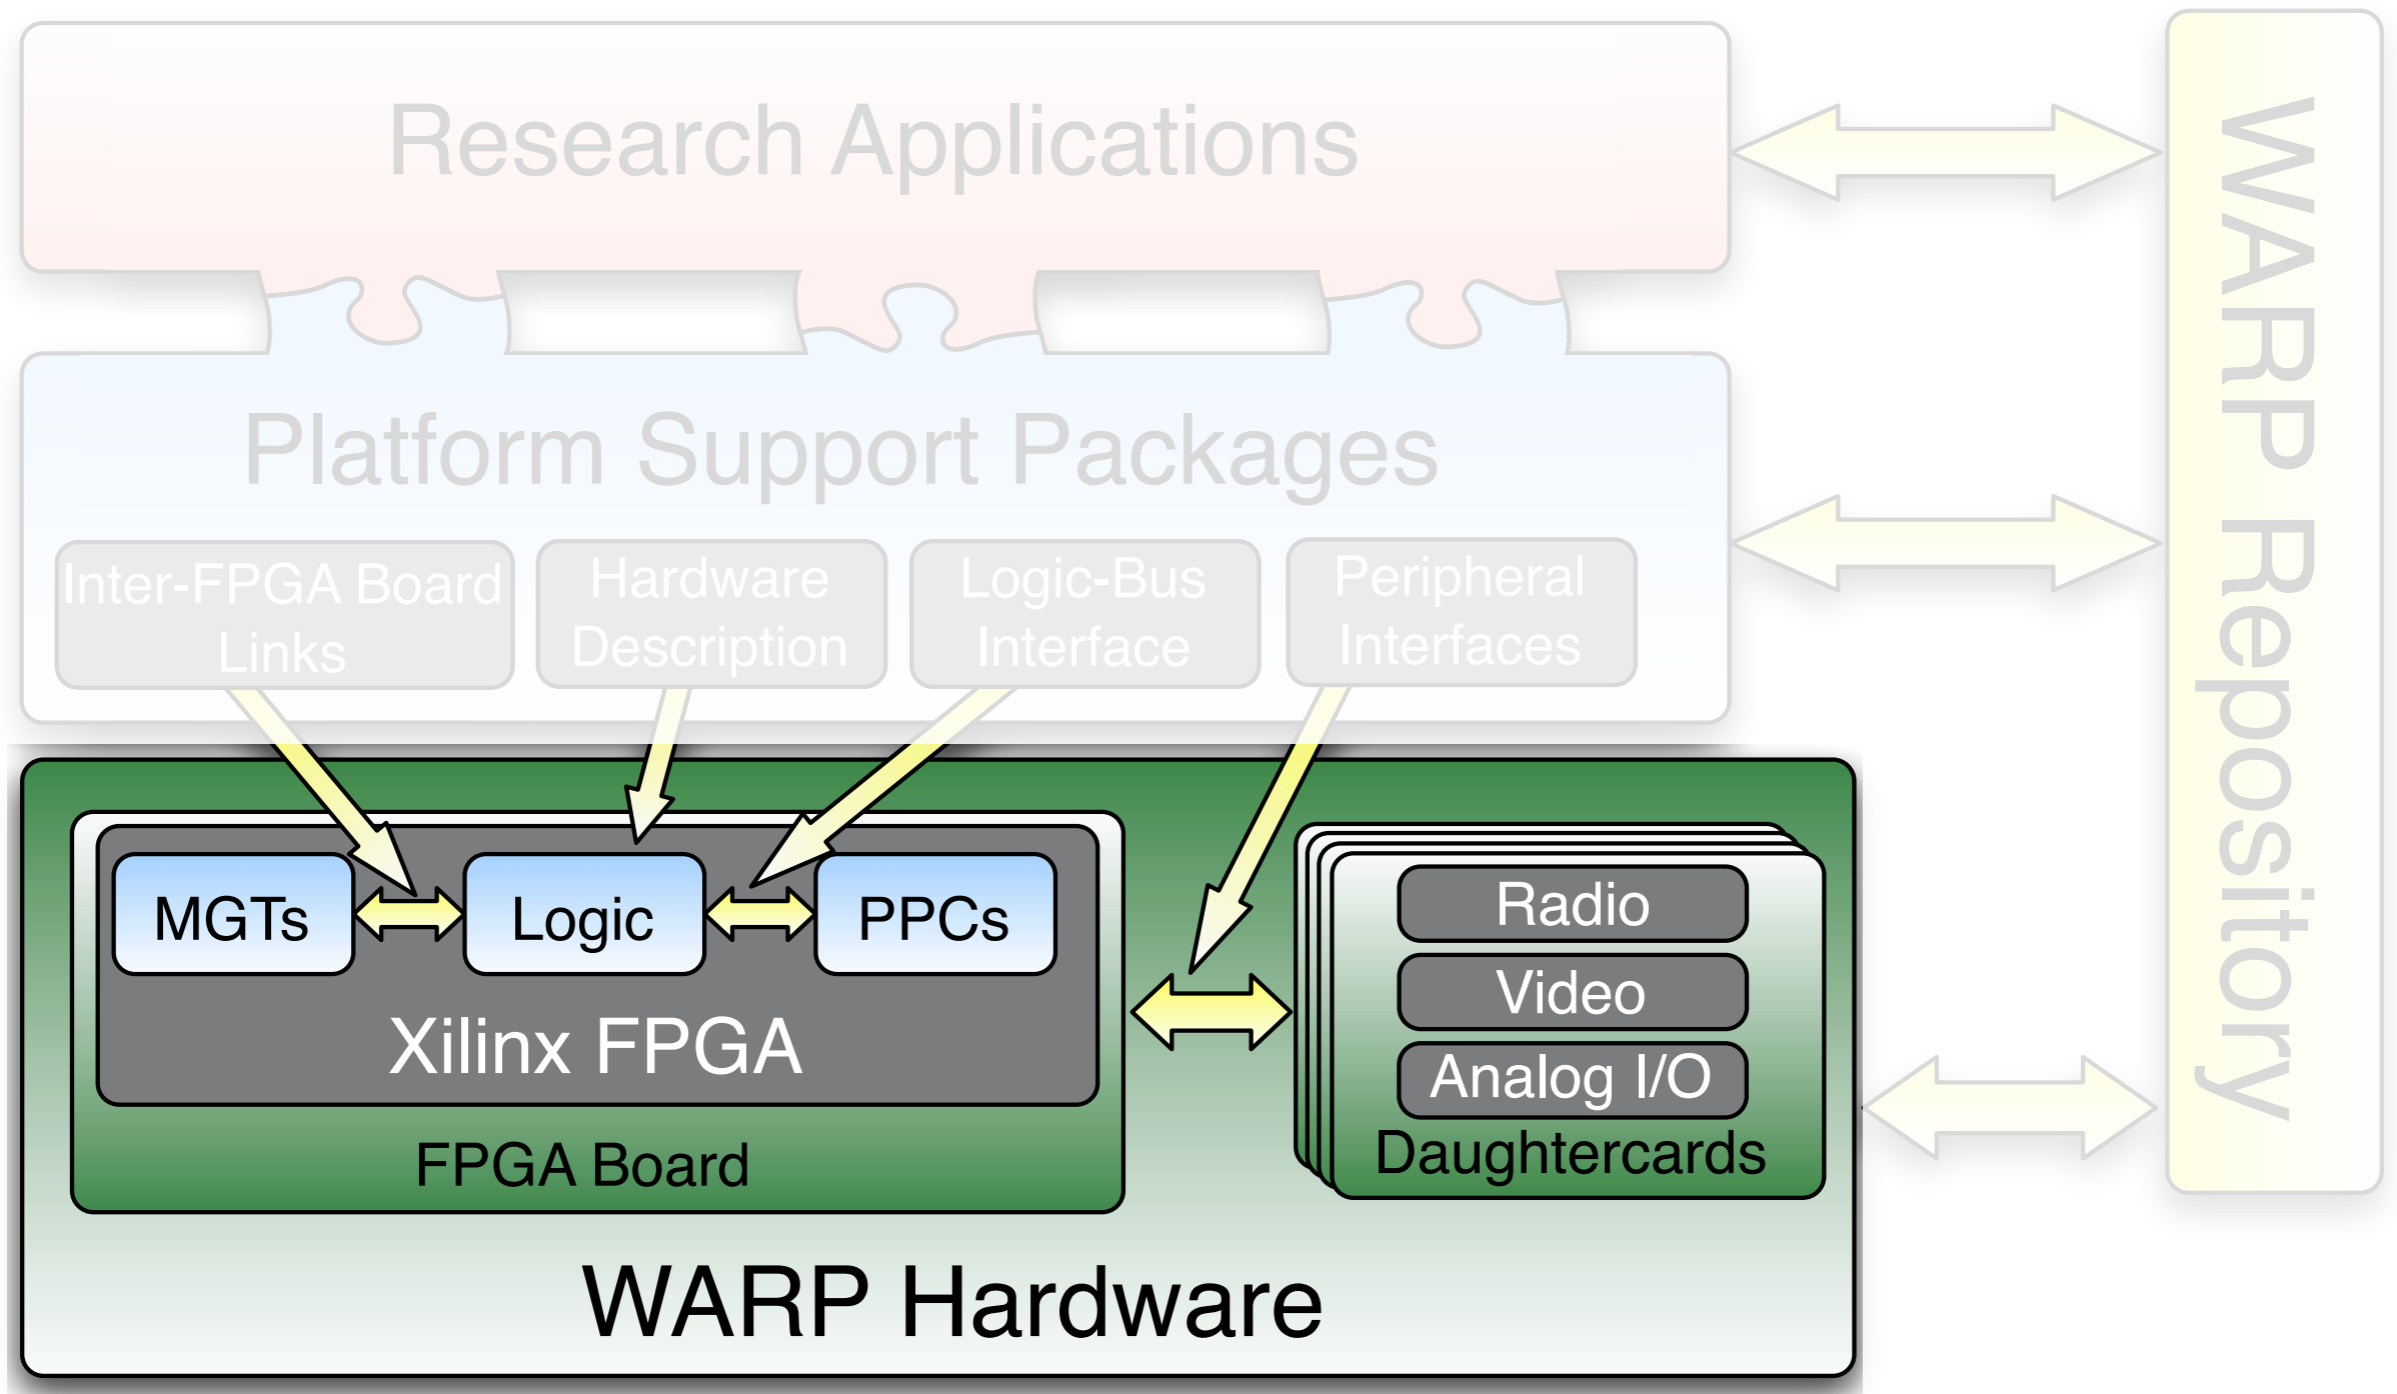 Research Applications
Platform Support Packages
Inter-FPGA Board
Links
Hardware
Description
Logic-Bus
Interface
Peripheral
Interfaces
MGTs
Logic
PPCs
Xilinx FPGA
FPGA Board
Radio
Video
Analog I/O
Daughtercards
WARP Hardware
WARP Repository